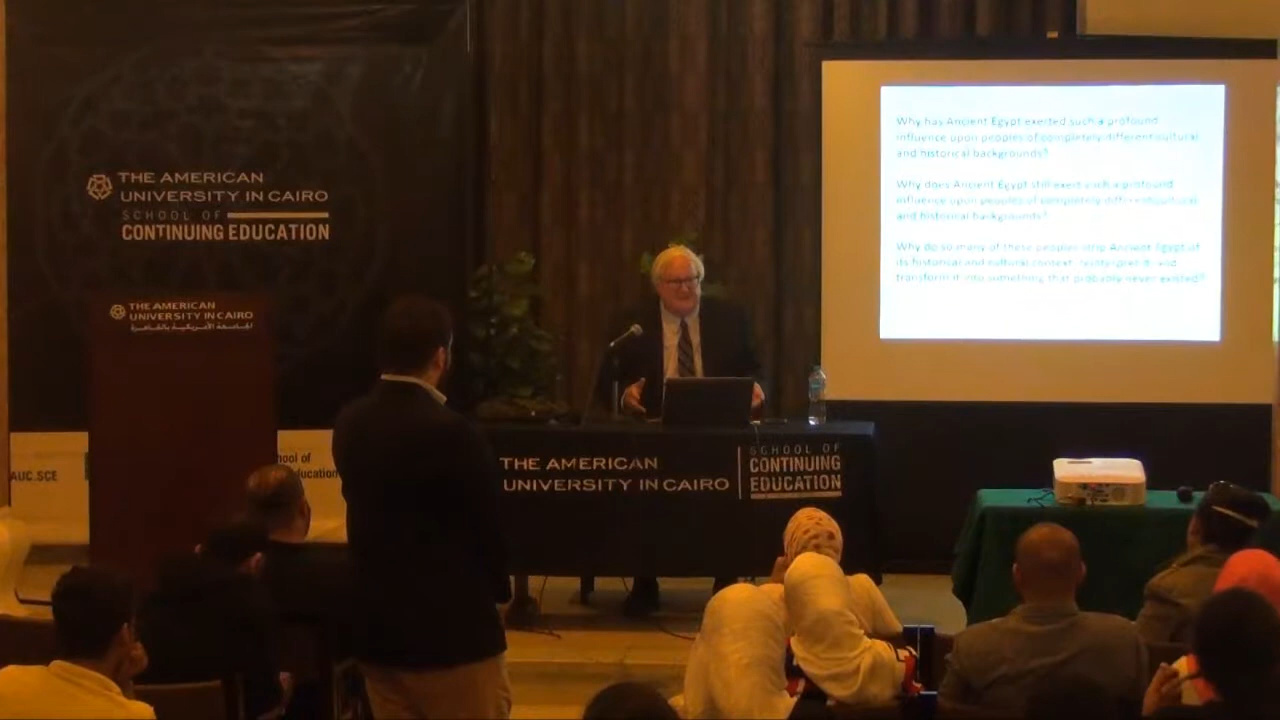 THE AMERICAN
UNIVERSITY IN CAIRO
SCHOOL OF
CONTINUING EDUCATION
THE AMERICAN
UNIVERSITY IN CAIRO
الجامعة الأمريكية بالقاهرة
Why has Ancient Egypt exerted such a profound
influence upon peoples of completely different cultural
and historical backgrounds?
Why does Ancient Egypt still exert such a profound
influence upon peoples of completely different cultural
and historical backgrounds?
Why do so many of these peoples strip Ancient Egypt of
its historical and cultural context, reinterpret it, and
transform it into something that probably never existed?
AUC.SCE
hool of
ducation
THE AMERICAN
UNIVERSITY IN CAIRO
SCHOOL OF
CONTINUING
EDUCATION